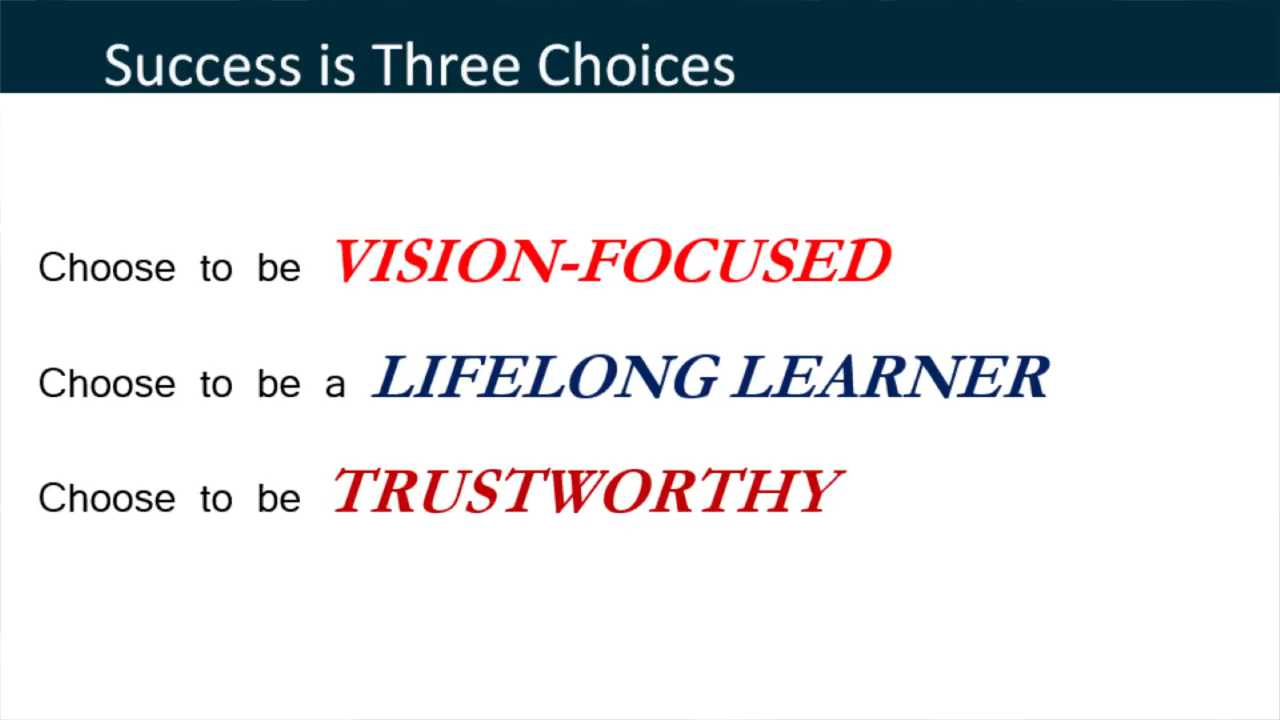 Success is Three Choices
Choose to be VISION-FOCUSED
Choose to be a LIFELONG LEARNER
Choose to be TRUSTWORTHY